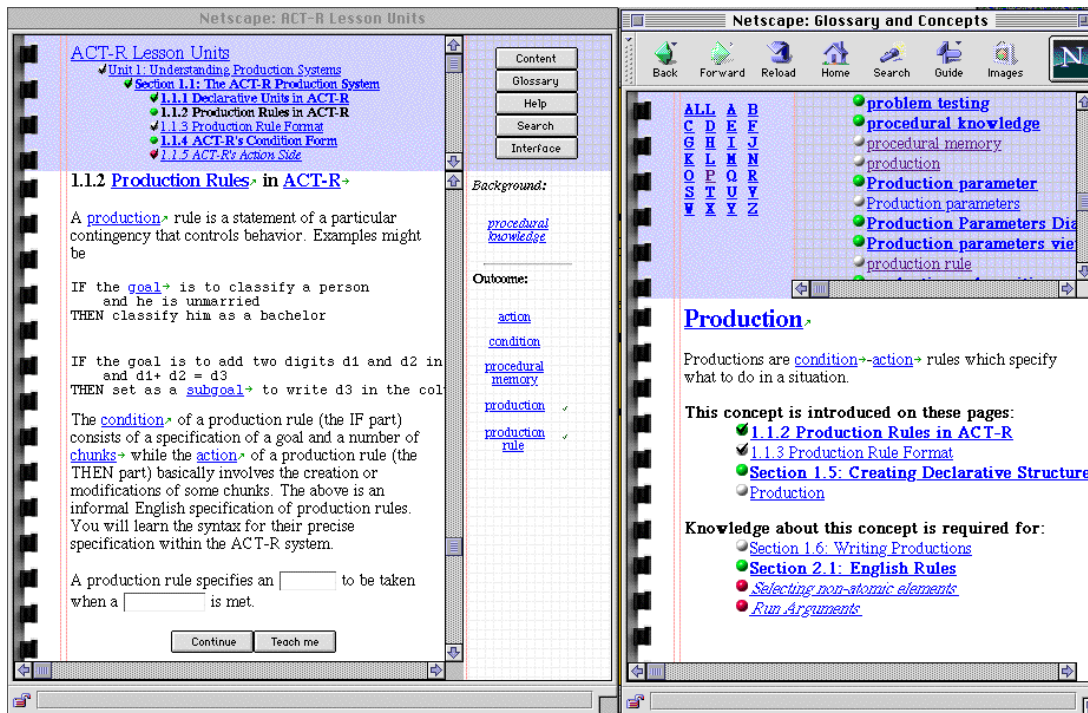 Netscape: ACT-R Lesson Units
ACT-R Lesson Units
Unit 1: Understanding Production Systems
Section 1.1: The ACT-R Production System
1.1.1 Declarative Units in ACT-R
1.1.2 Production Rules in ACT-R
1.1.3 Production Rule Format
1.1.4 ACT-R's Condition Form
1.1.5 ACT-R's Action Side
Content
Glossary
Help
Search
Interface
1.1.2 Production Rules in ACT-R
A production rule is a statement of a particular
contingency that controls behavior. Examples might
be
IF the goal is to classify a person
and he is unmarried
THEN classify him as a bachelor
IF the goal is to add two digits d1 and d2 in
and d1+ d2 = d3
THEN set as a subgoal to write d3 in the col
The condition of a production rule (the IF part)
consists of a specification of a goal and a number of
chunks while the action of a production rule (the
THEN part) basically involves the creation or
modifications of some chunks. The above is an
informal English specification of production rules.
You will learn the syntax for their precise
specification within the ACT-R system.
A production rule specifies an to be taken
when a is met.
Continue
Teach me
Background:
procedural
knowledge
Outcome:
action
condition
procedural
memory
production
production
rule
Netscape: Glossary and Concepts
Back Forward Reload Home Search Guide Images
N
ALL A B
C D E F
G H I J
K L M N
O P Q R
S T U V
W X Y Z
problem testing
procedural knowledge
procedural memory
production
Production parameter
Production parameters
Production Parameters Dia
Production parameters vie
production rule
Production
Productions are condition-action rules which specify
what to do in a situation.
This concept is introduced on these pages:
1.1.2 Production Rules in ACT-R
1.1.3 Production Rule Format
Section 1.5: Creating Declarative Structure
Production
Knowledge about this concept is required for:
Section 1.6: Writing Productions
Section 2.1: English Rules
Selecting non-atomic elements
Run Arguments